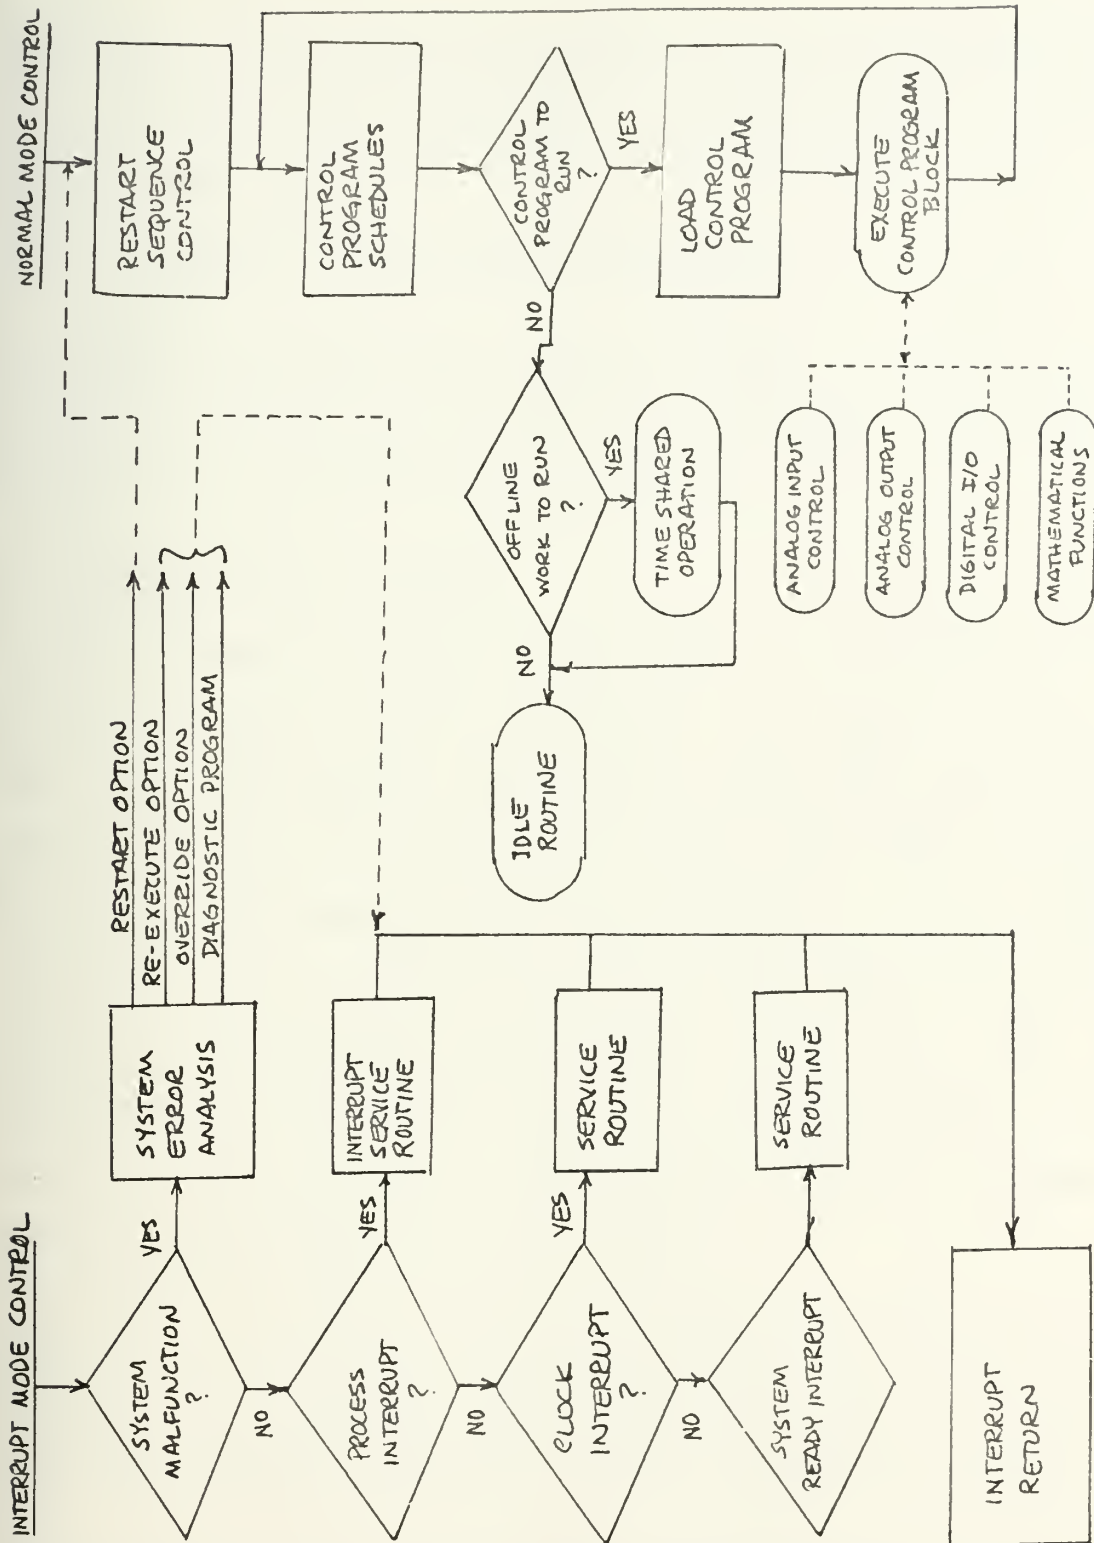 INTERRUPT MODE CONTROL
SYSTEM
MALFUNCTION
?
YES
NO
SYSTEM
ERROR
ANALYSIS
RESTART OPTION
RE-EXECUTE OPTION
OVERRIDE OPTION
DIAGNOSTIC PROGRAM
PROCESS
INTERRUPT
?
YES
NO
INTERRUPT
SERVICE
ROUTINE
CLOCK
INTERRUPT
?
YES
NO
SERVICE
ROUTINE
SYSTEM
READY INTERRUPT
SERVICE
ROUTINE
INTERRUPT
RETURN
NORMAL MODE CONTROL
RESTART
SEQUENCE
CONTROL
CONTROL
PROGRAM
SCHEDULES
CONTROL
PROGRAM TO
RUN
?
NO
YES
OFF LINE
WORK TO RUN
?
NO
YES
IDLE
ROUTINE
TIME SHARED
OPERATION
LOAD
CONTROL
PROGRAM
EXECUTE
CONTROL PROGRAM
BLOCK
ANALOG INPUT
CONTROL
ANALOG OUTPUT
CONTROL
DIGITAL I/O
CONTROL
MATHEMATICAL
FUNCTIONS